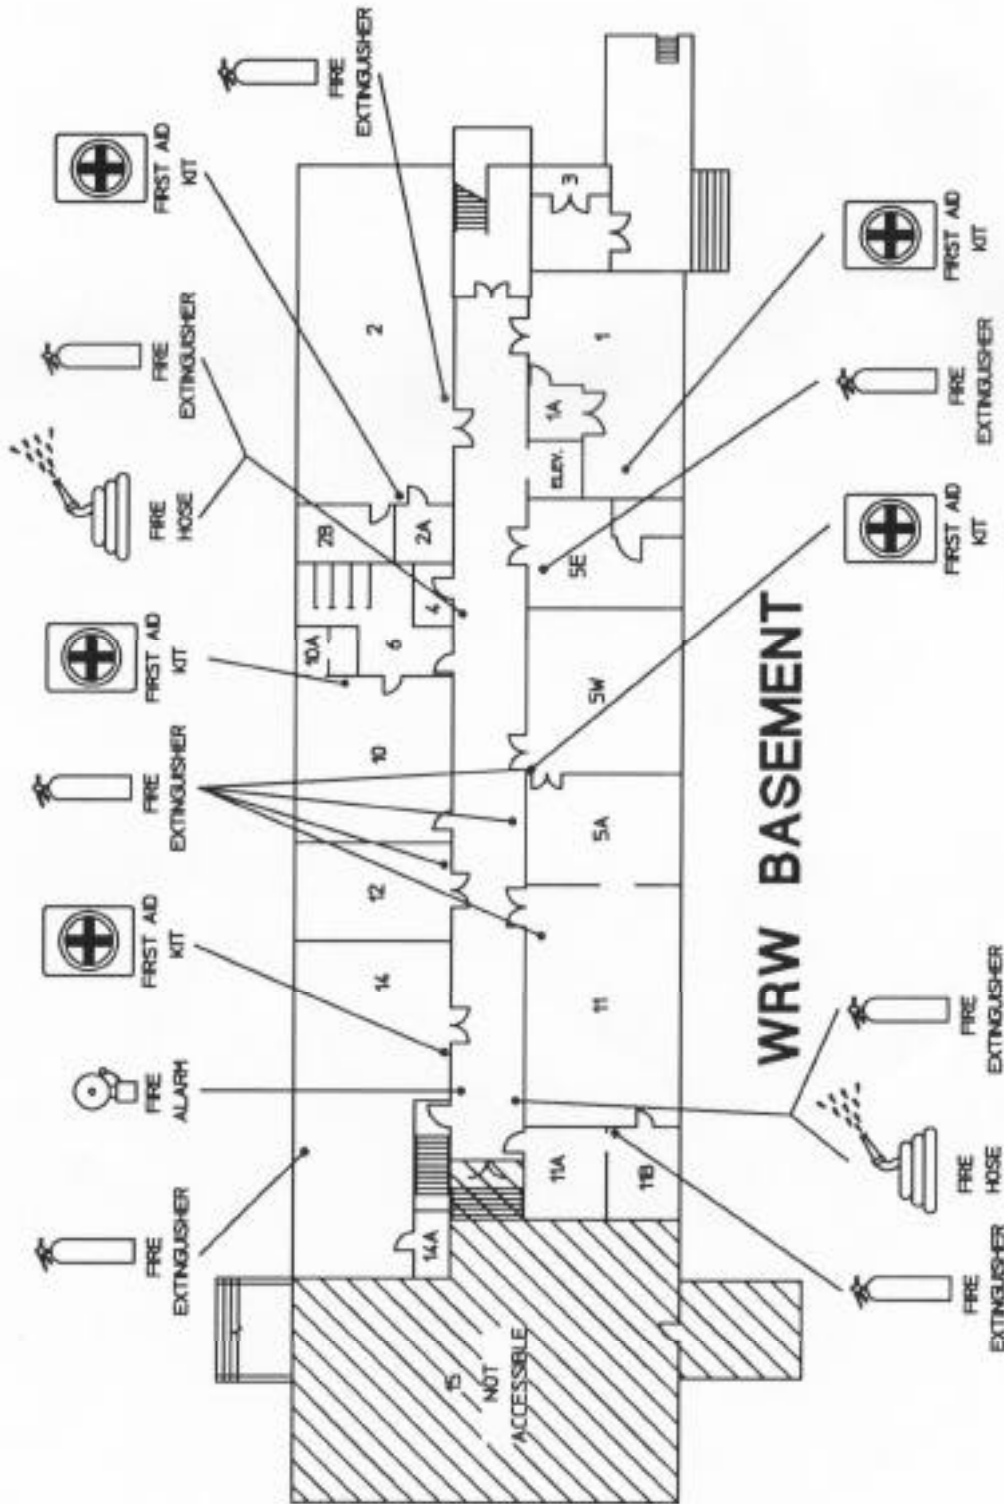 FIRE
EXTINGUISHER
FIRE
ALARM
FIRST AID
KIT
FIRE
EXTINGUISHER
FIRST AID
KIT
FIRE
HOSE
FIRE
EXTINGUISHER
FIRST AID
KIT
FIRE
EXTINGUISHER
14A
14
12
10
10A
6
4
2B
2A
2
15
NOT
ACCESSIBLE
11A
11B
11
5A
5W
5E
ELEV.
1A
1
3
WRW BASEMENT
FIRE
EXTINGUISHER
FIRE
HOSE
FIRE
EXTINGUISHER
FIRST AID
KIT
FIRE
EXTINGUISHER
FIRST AID
KIT